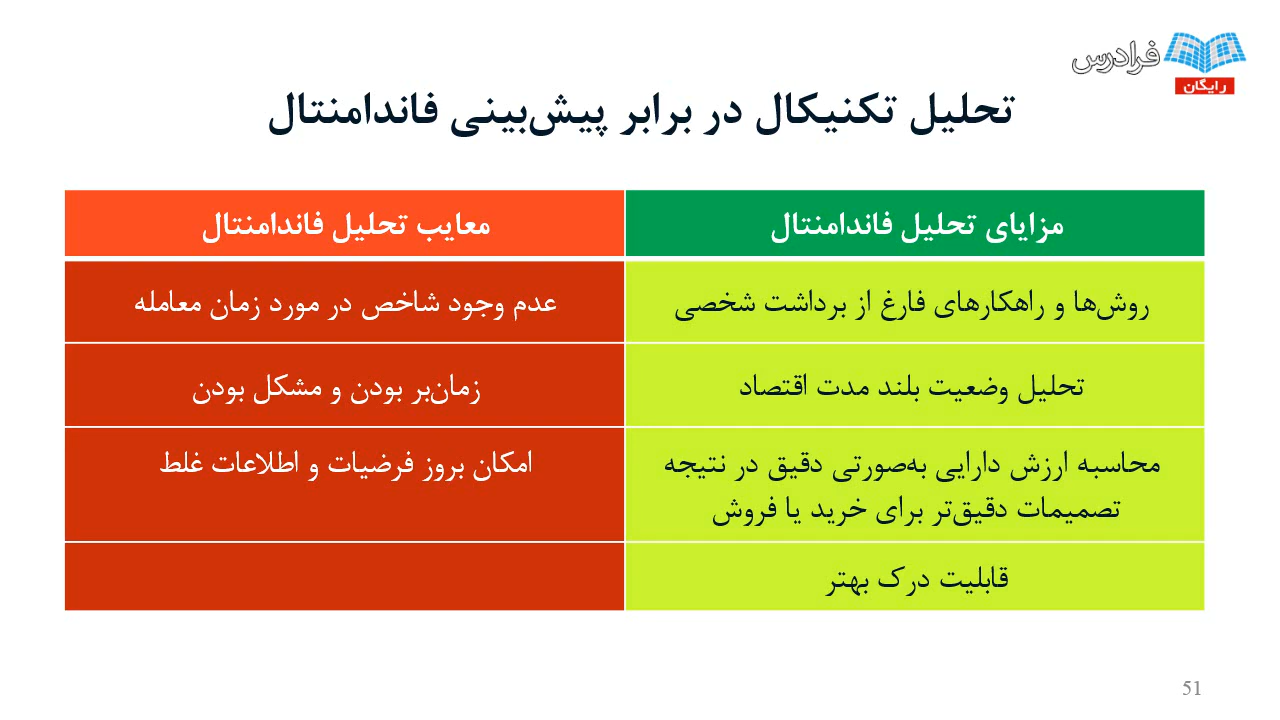 فرادرس
رایگان
تحلیل تکنیکال در برابر پیش‌بینی فاندامنتال
مزایای تحلیل فاندامنتال
معایب تحلیل فاندامنتال
روش‌ها و راهکارهای فارغ از برداشت شخصی
عدم وجود شاخص در مورد زمان معامله
تحلیل وضعیت بلند مدت اقتصاد
زمان‌بر بودن و مشکل بودن
محاسبه ارزش دارایی به‌صورتی دقیق در نتیجه
تصمیمات دقیق‌تر برای خرید یا فروش
امکان بروز فرضیات و اطلاعات غلط
قابلیت درک بهتر
51